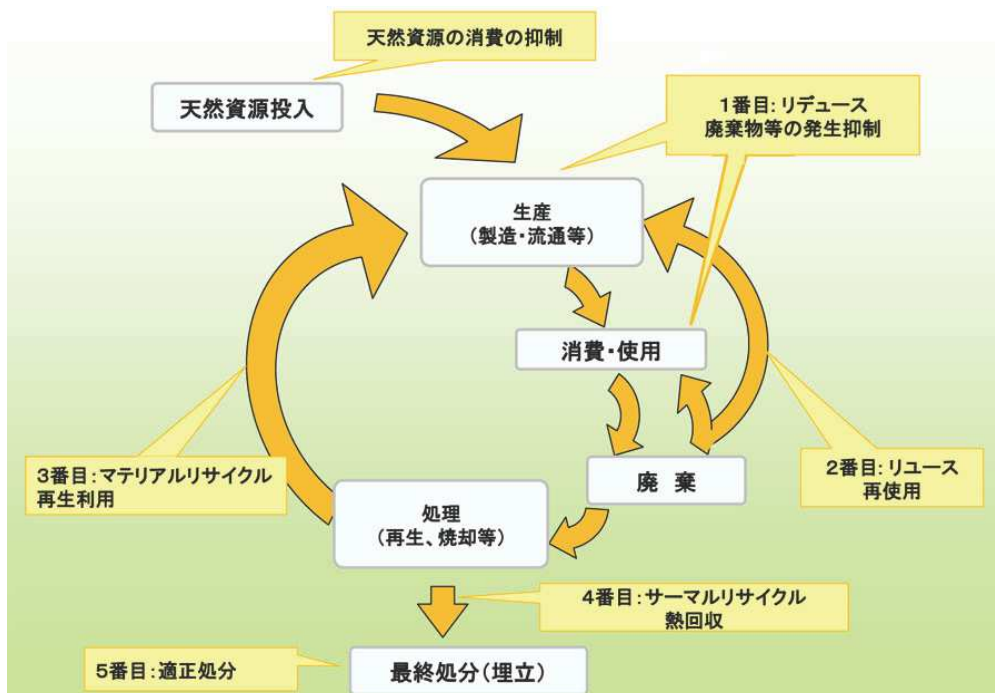 天然資源の消費の抑制
天然資源投入
1番目:リデュース
廃棄物等の発生抑制
生産
(製造・流通等)
消費・使用
3番目:マテリアルリサイクル
再生利用
廃 棄
2番目:リユース
再使用
処理
(再生、焼却等)
4番目:サーマルリサイクル
熱回収
5番目:適正処分
最終処分(埋立)